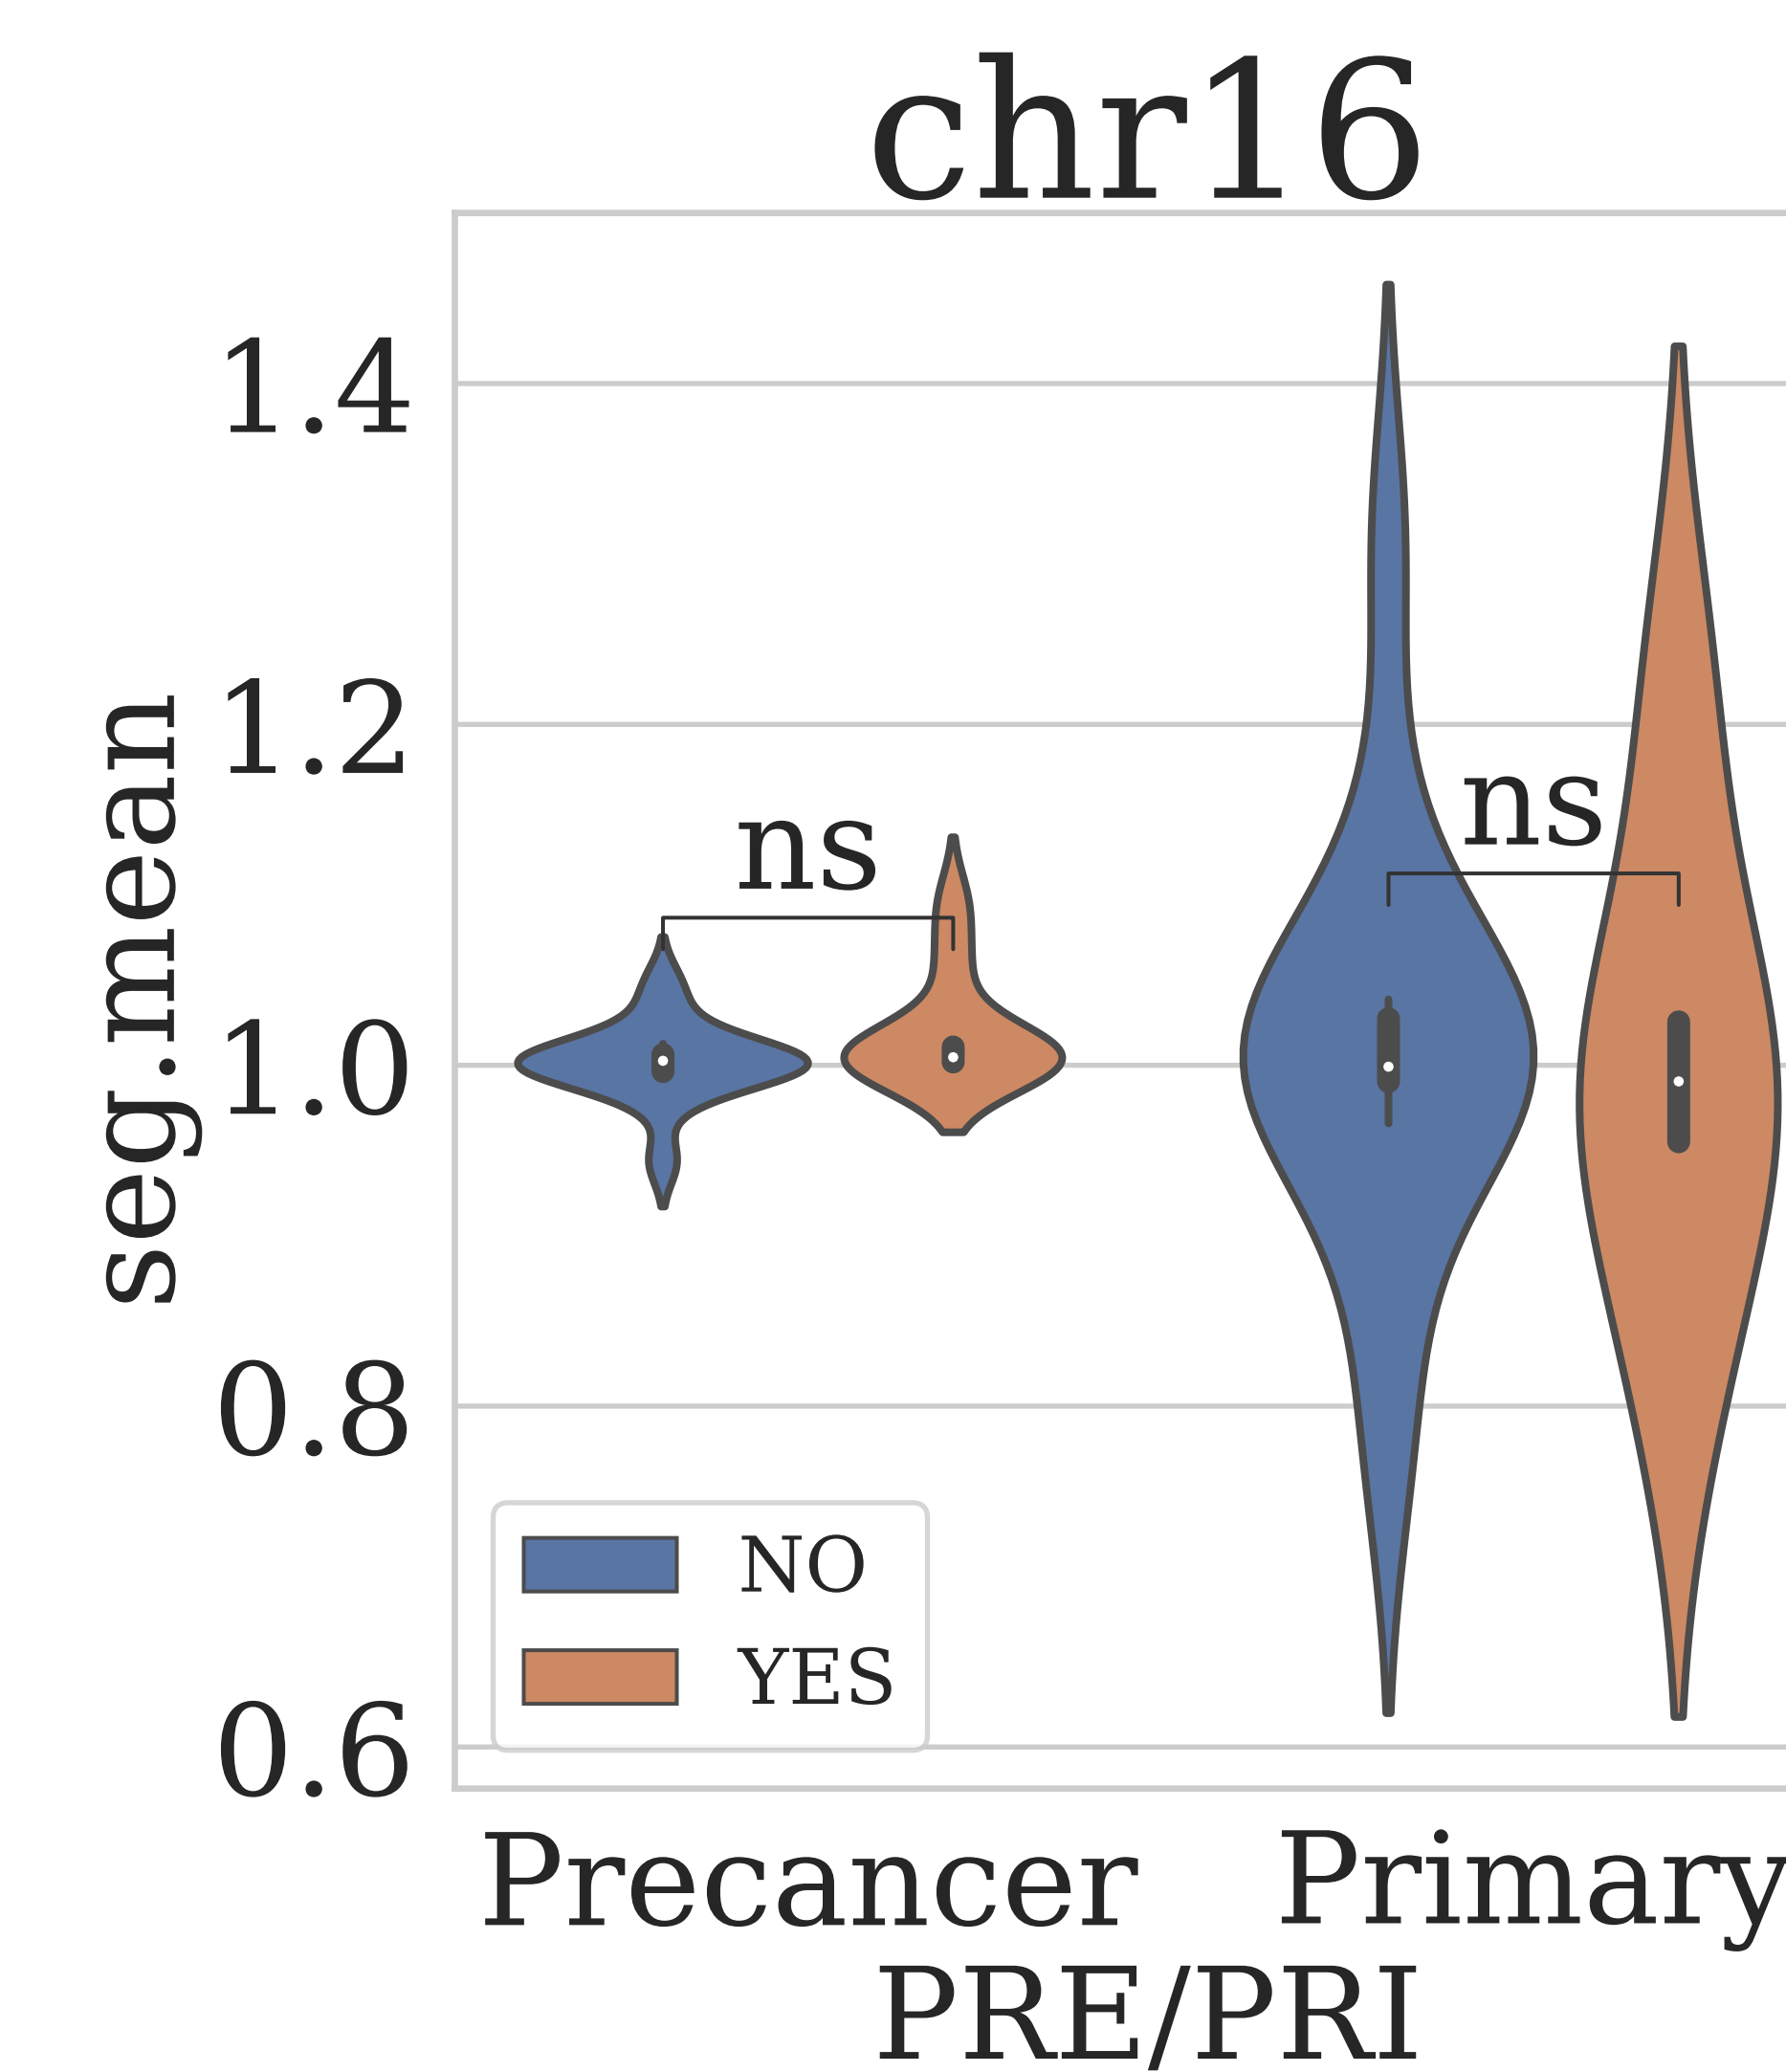 chr16
1.4
1.2
1.0
0.8
0.6
seg.mean
ns
ns
NO
YES
Precancer Primary
PRE/PRI